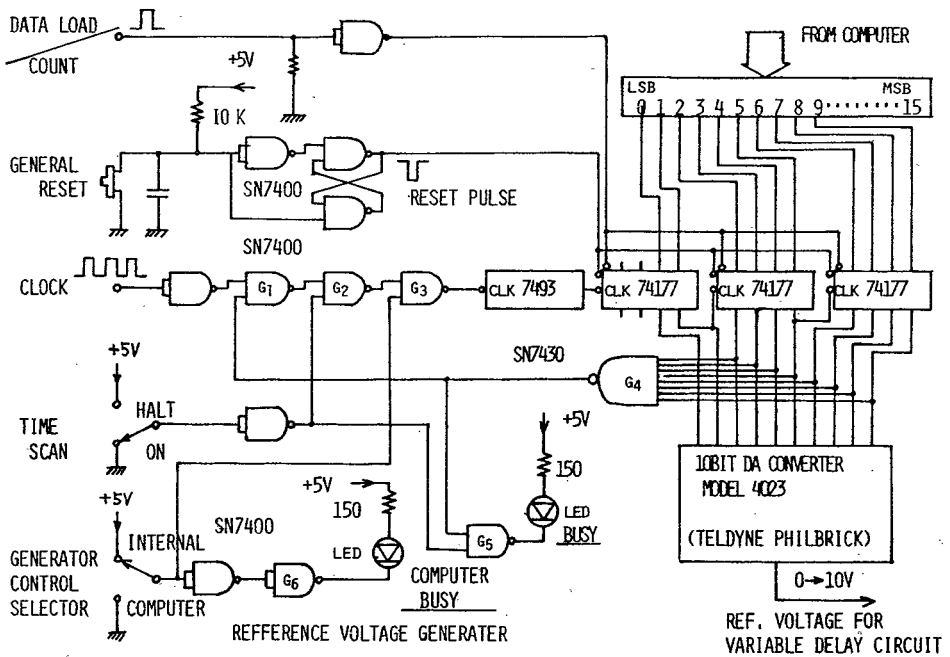 DATA LOAD
COUNT
+5V
10 K
GENERAL
RESET
SN7400
RESET PULSE
FROM COMPUTER
LSB
MSB
0 1 2 3 4 5 6 7 8 9 ········ 15
SN7400
CLOCK
G1
G2
G3
CLK 7493
CLK 74177
CLK 74177
CLK 74177
SN7430
G4
+5V
TIME
SCAN
HALT
ON
+5V
150
LED
BUSY
+5V
INTERNAL
GENERATOR
CONTROL
SELECTOR
COMPUTER
SN7400
+5V
150
LED
G6
G5
COMPUTER
BUSY
10BIT DA CONVERTER
MODEL 4023
(TELDYNE PHILBRICK)
0→10V
REF. VOLTAGE FOR
VARIABLE DELAY CIRCUIT
REFFERENCE VOLTAGE GENERATER